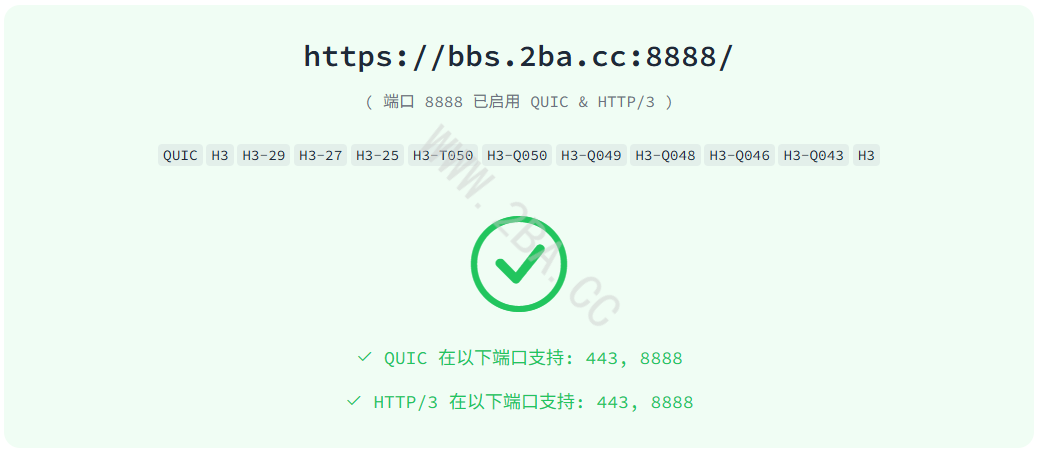 https://bbs.2ba.cc:8888/
( 端口 8888 已启用 QUIC & HTTP/3 )
QUIC H3 H3-29 H3-27 H3-25 H3-T050 H3-Q050 H3-Q049 H3-Q048 H3-Q046 H3-Q043 H3
WWW.2BA.CC
✓ QUIC 在以下端口支持: 443, 8888
✓ HTTP/3 在以下端口支持: 443, 8888